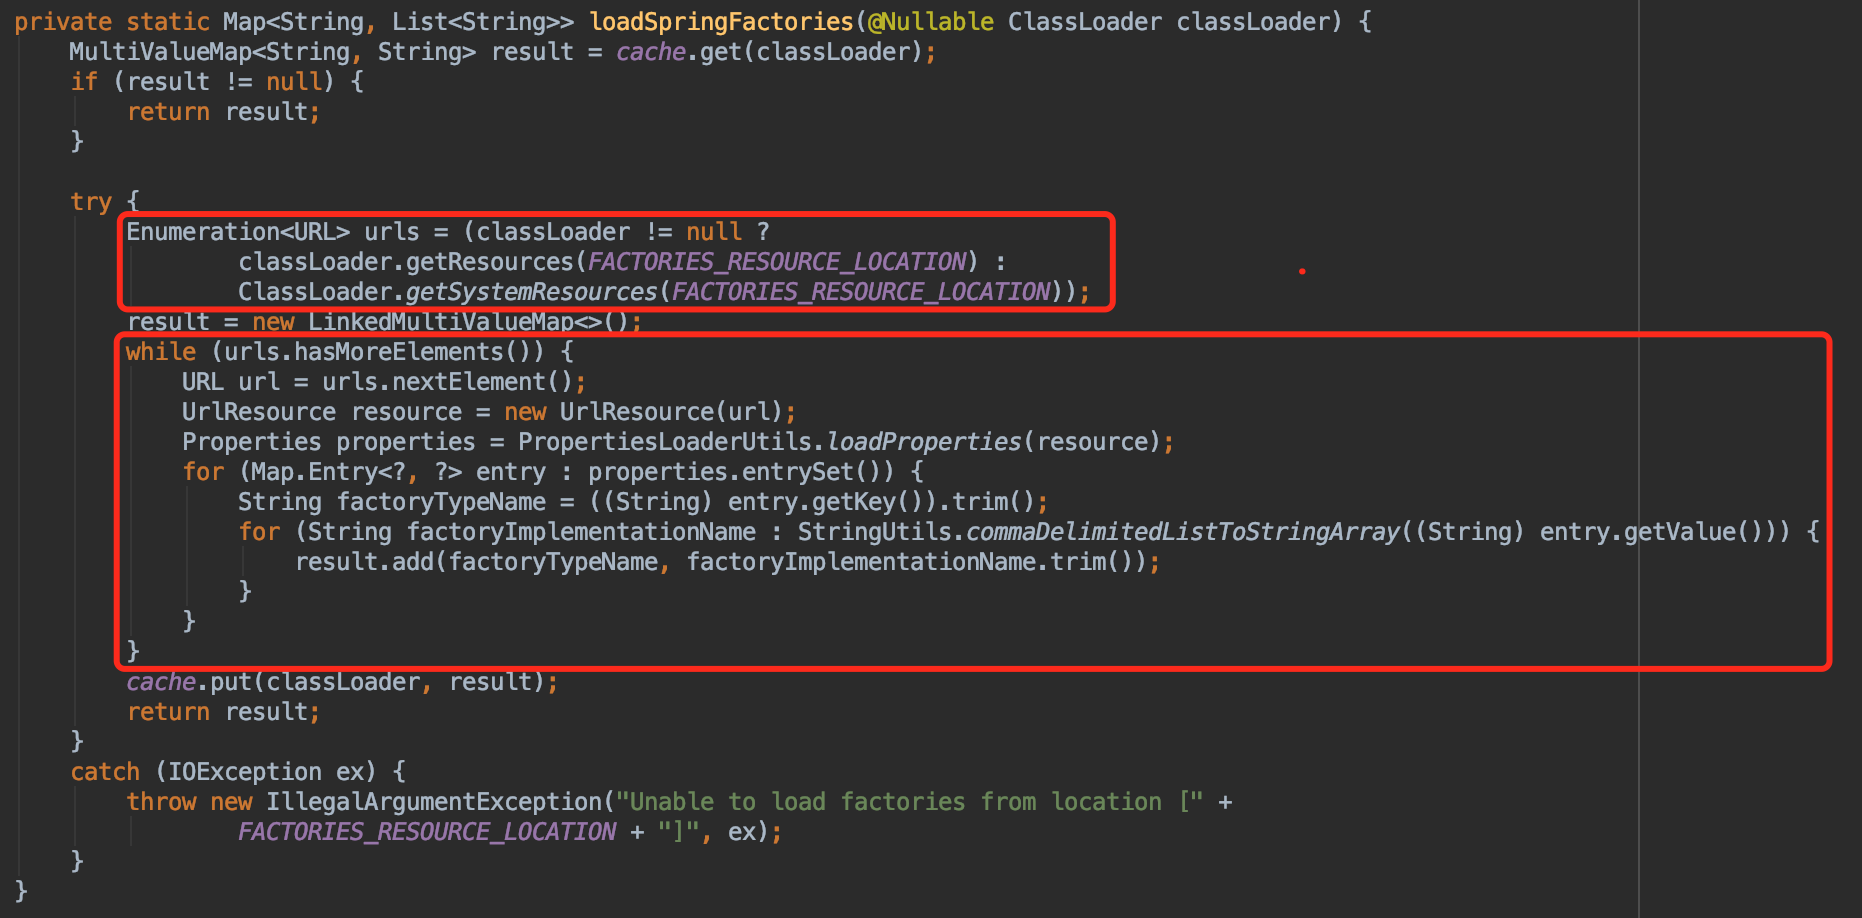 private static Map<String, List<String>> loadSpringFactories(@Nullable ClassLoader classLoader) {
    MultiValueMap<String, String> result = cache.get(classLoader);
    if (result != null) {
        return result;
    }

    try {
        Enumeration<URL> urls = (classLoader != null ?
                classLoader.getResources(FACTORIES_RESOURCE_LOCATION) :
                ClassLoader.getSystemResources(FACTORIES_RESOURCE_LOCATION));
        result = new LinkedMultiValueMap<>();
        while (urls.hasMoreElements()) {
            URL url = urls.nextElement();
            UrlResource resource = new UrlResource(url);
            Properties properties = PropertiesLoaderUtils.loadProperties(resource);
            for (Map.Entry<?, ?> entry : properties.entrySet()) {
                String factoryTypeName = ((String) entry.getKey()).trim();
                for (String factoryImplementationName : StringUtils.commaDelimitedListToStringArray((String) entry.getValue())) {
                    result.add(factoryTypeName, factoryImplementationName.trim());
                }
            }
        }
        cache.put(classLoader, result);
        return result;
    }
    catch (IOException ex) {
        throw new IllegalArgumentException("Unable to load factories from location [" +
                FACTORIES_RESOURCE_LOCATION + "]", ex);
    }
}